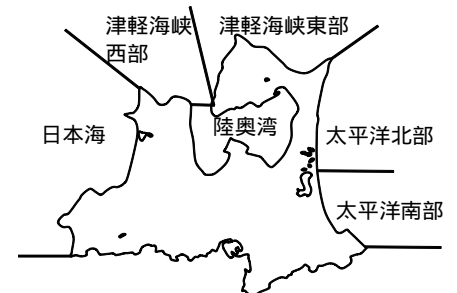 津軽海峡
西部
津軽海峡東部
日本海
陸奥湾
太平洋北部
太平洋南部